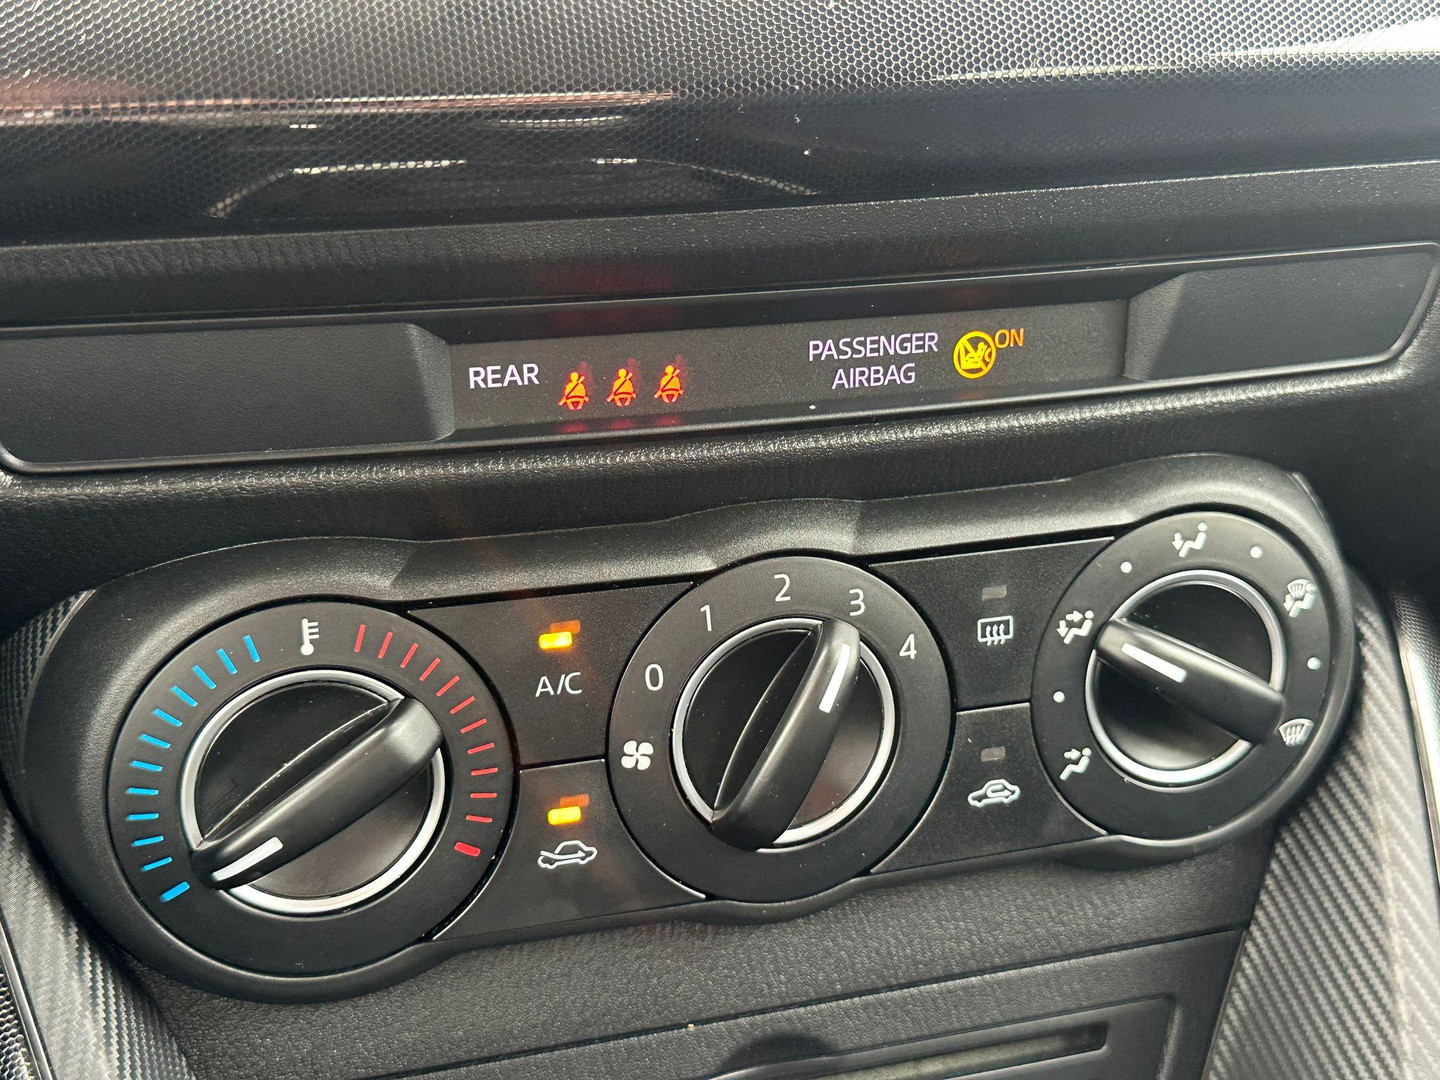 REAR
PASSENGER
AIRBAG
ON
A/C
0
1
2
3
4